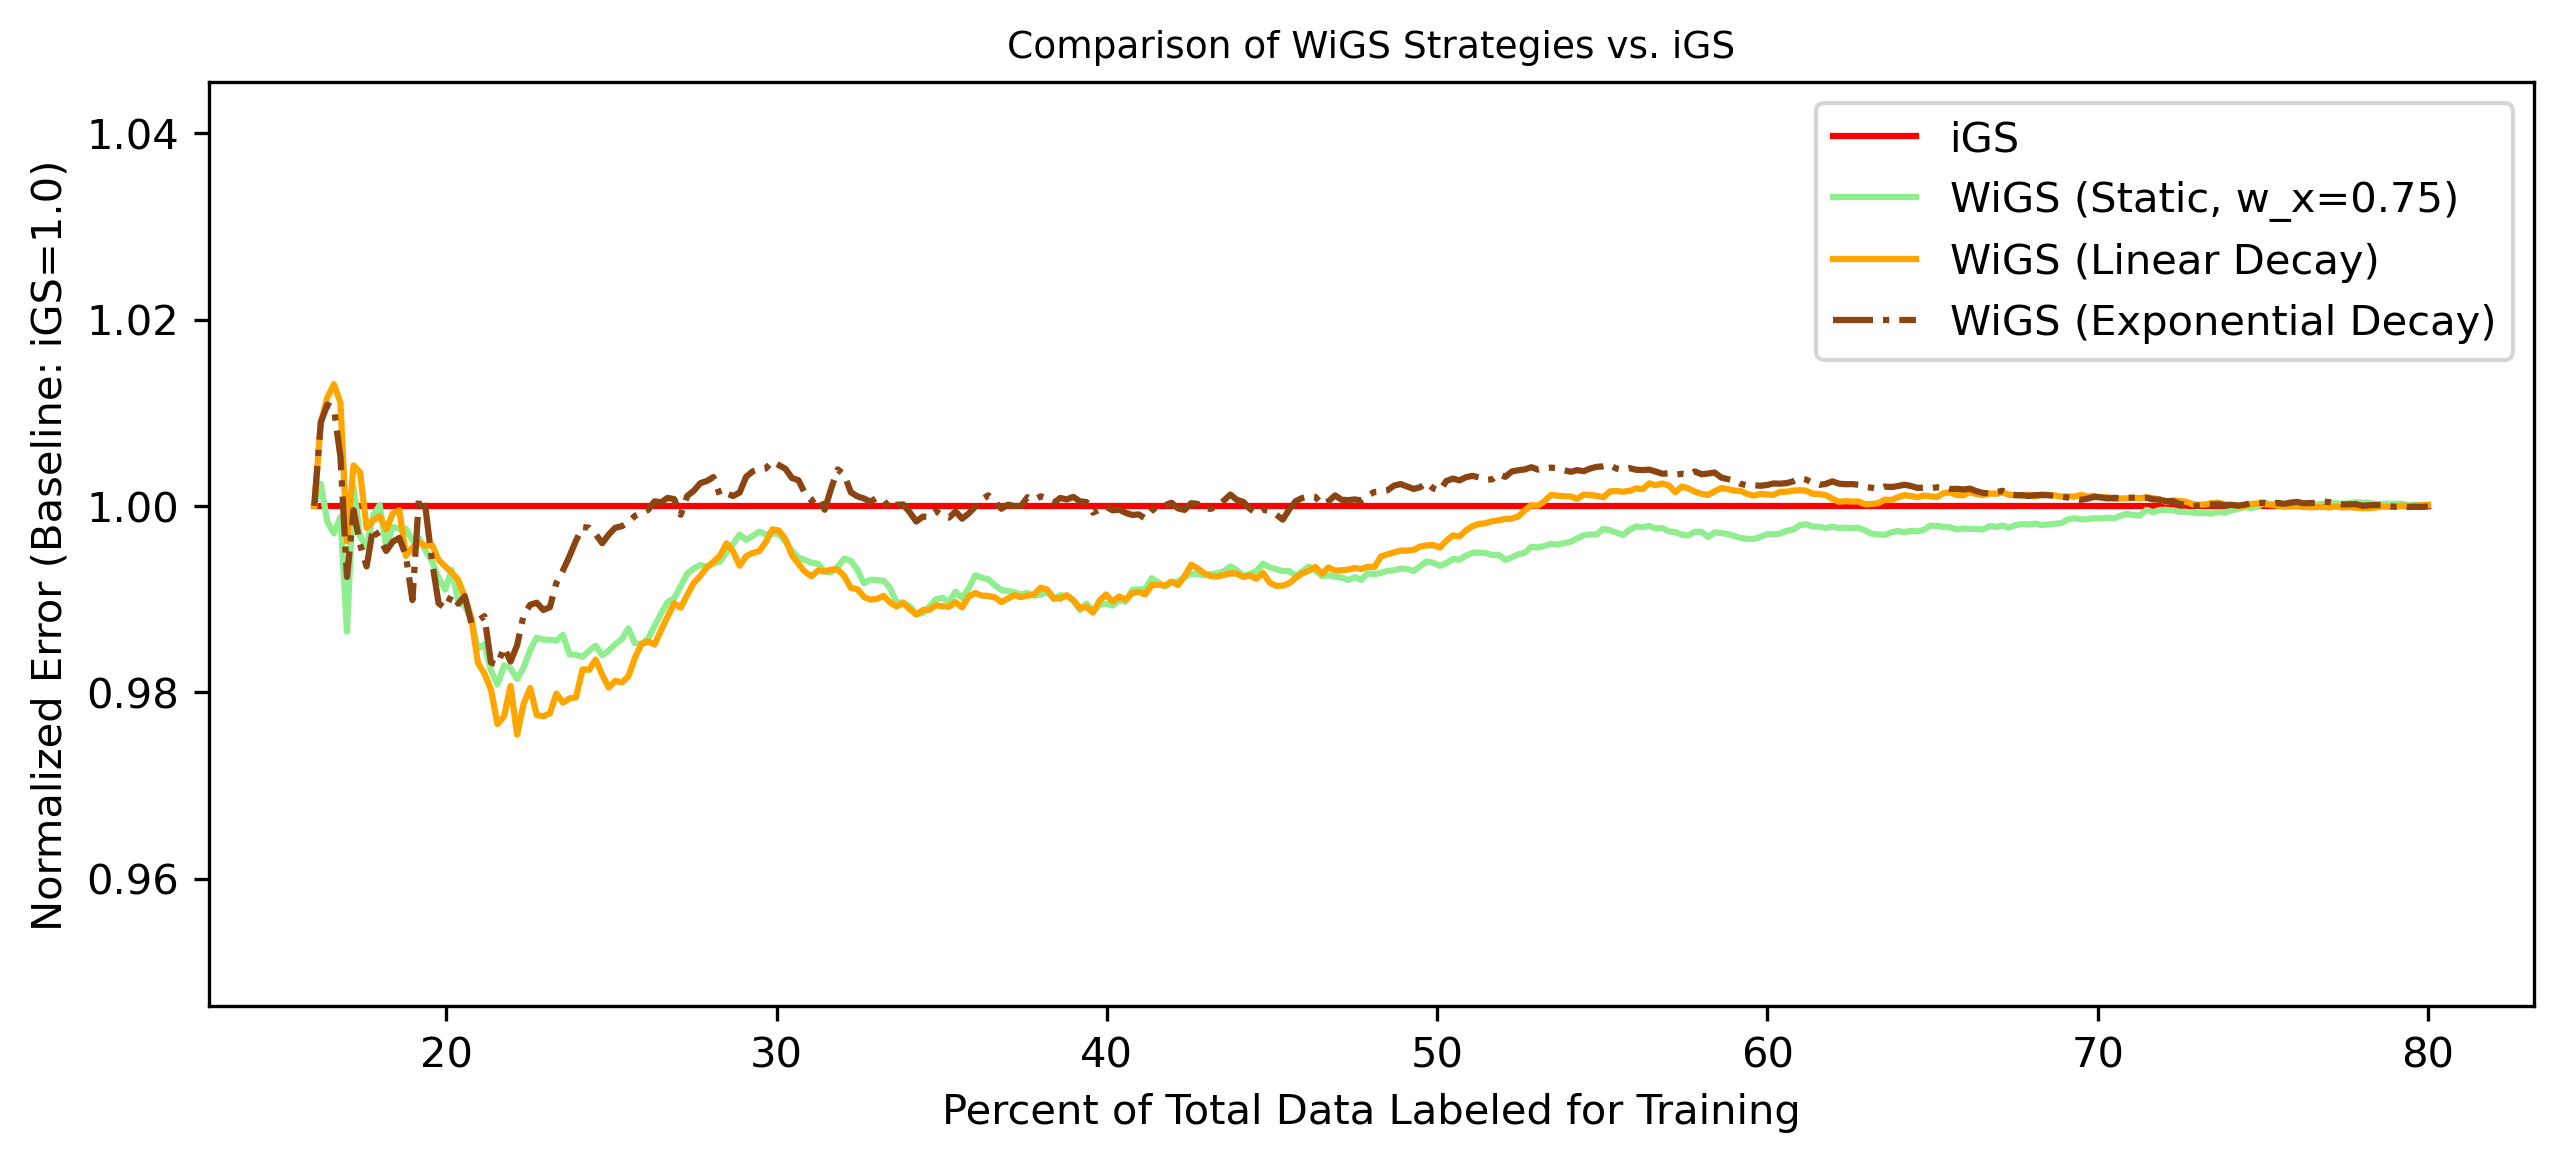 Comparison of WiGS Strategies vs. iGS
Normalized Error (Baseline: iGS=1.0)
1.04
1.02
1.00
0.98
0.96
iGS
WiGS (Static, w_x=0.75)
WiGS (Linear Decay)
WiGS (Exponential Decay)
20 30 40 50 60 70 80
Percent of Total Data Labeled for Training